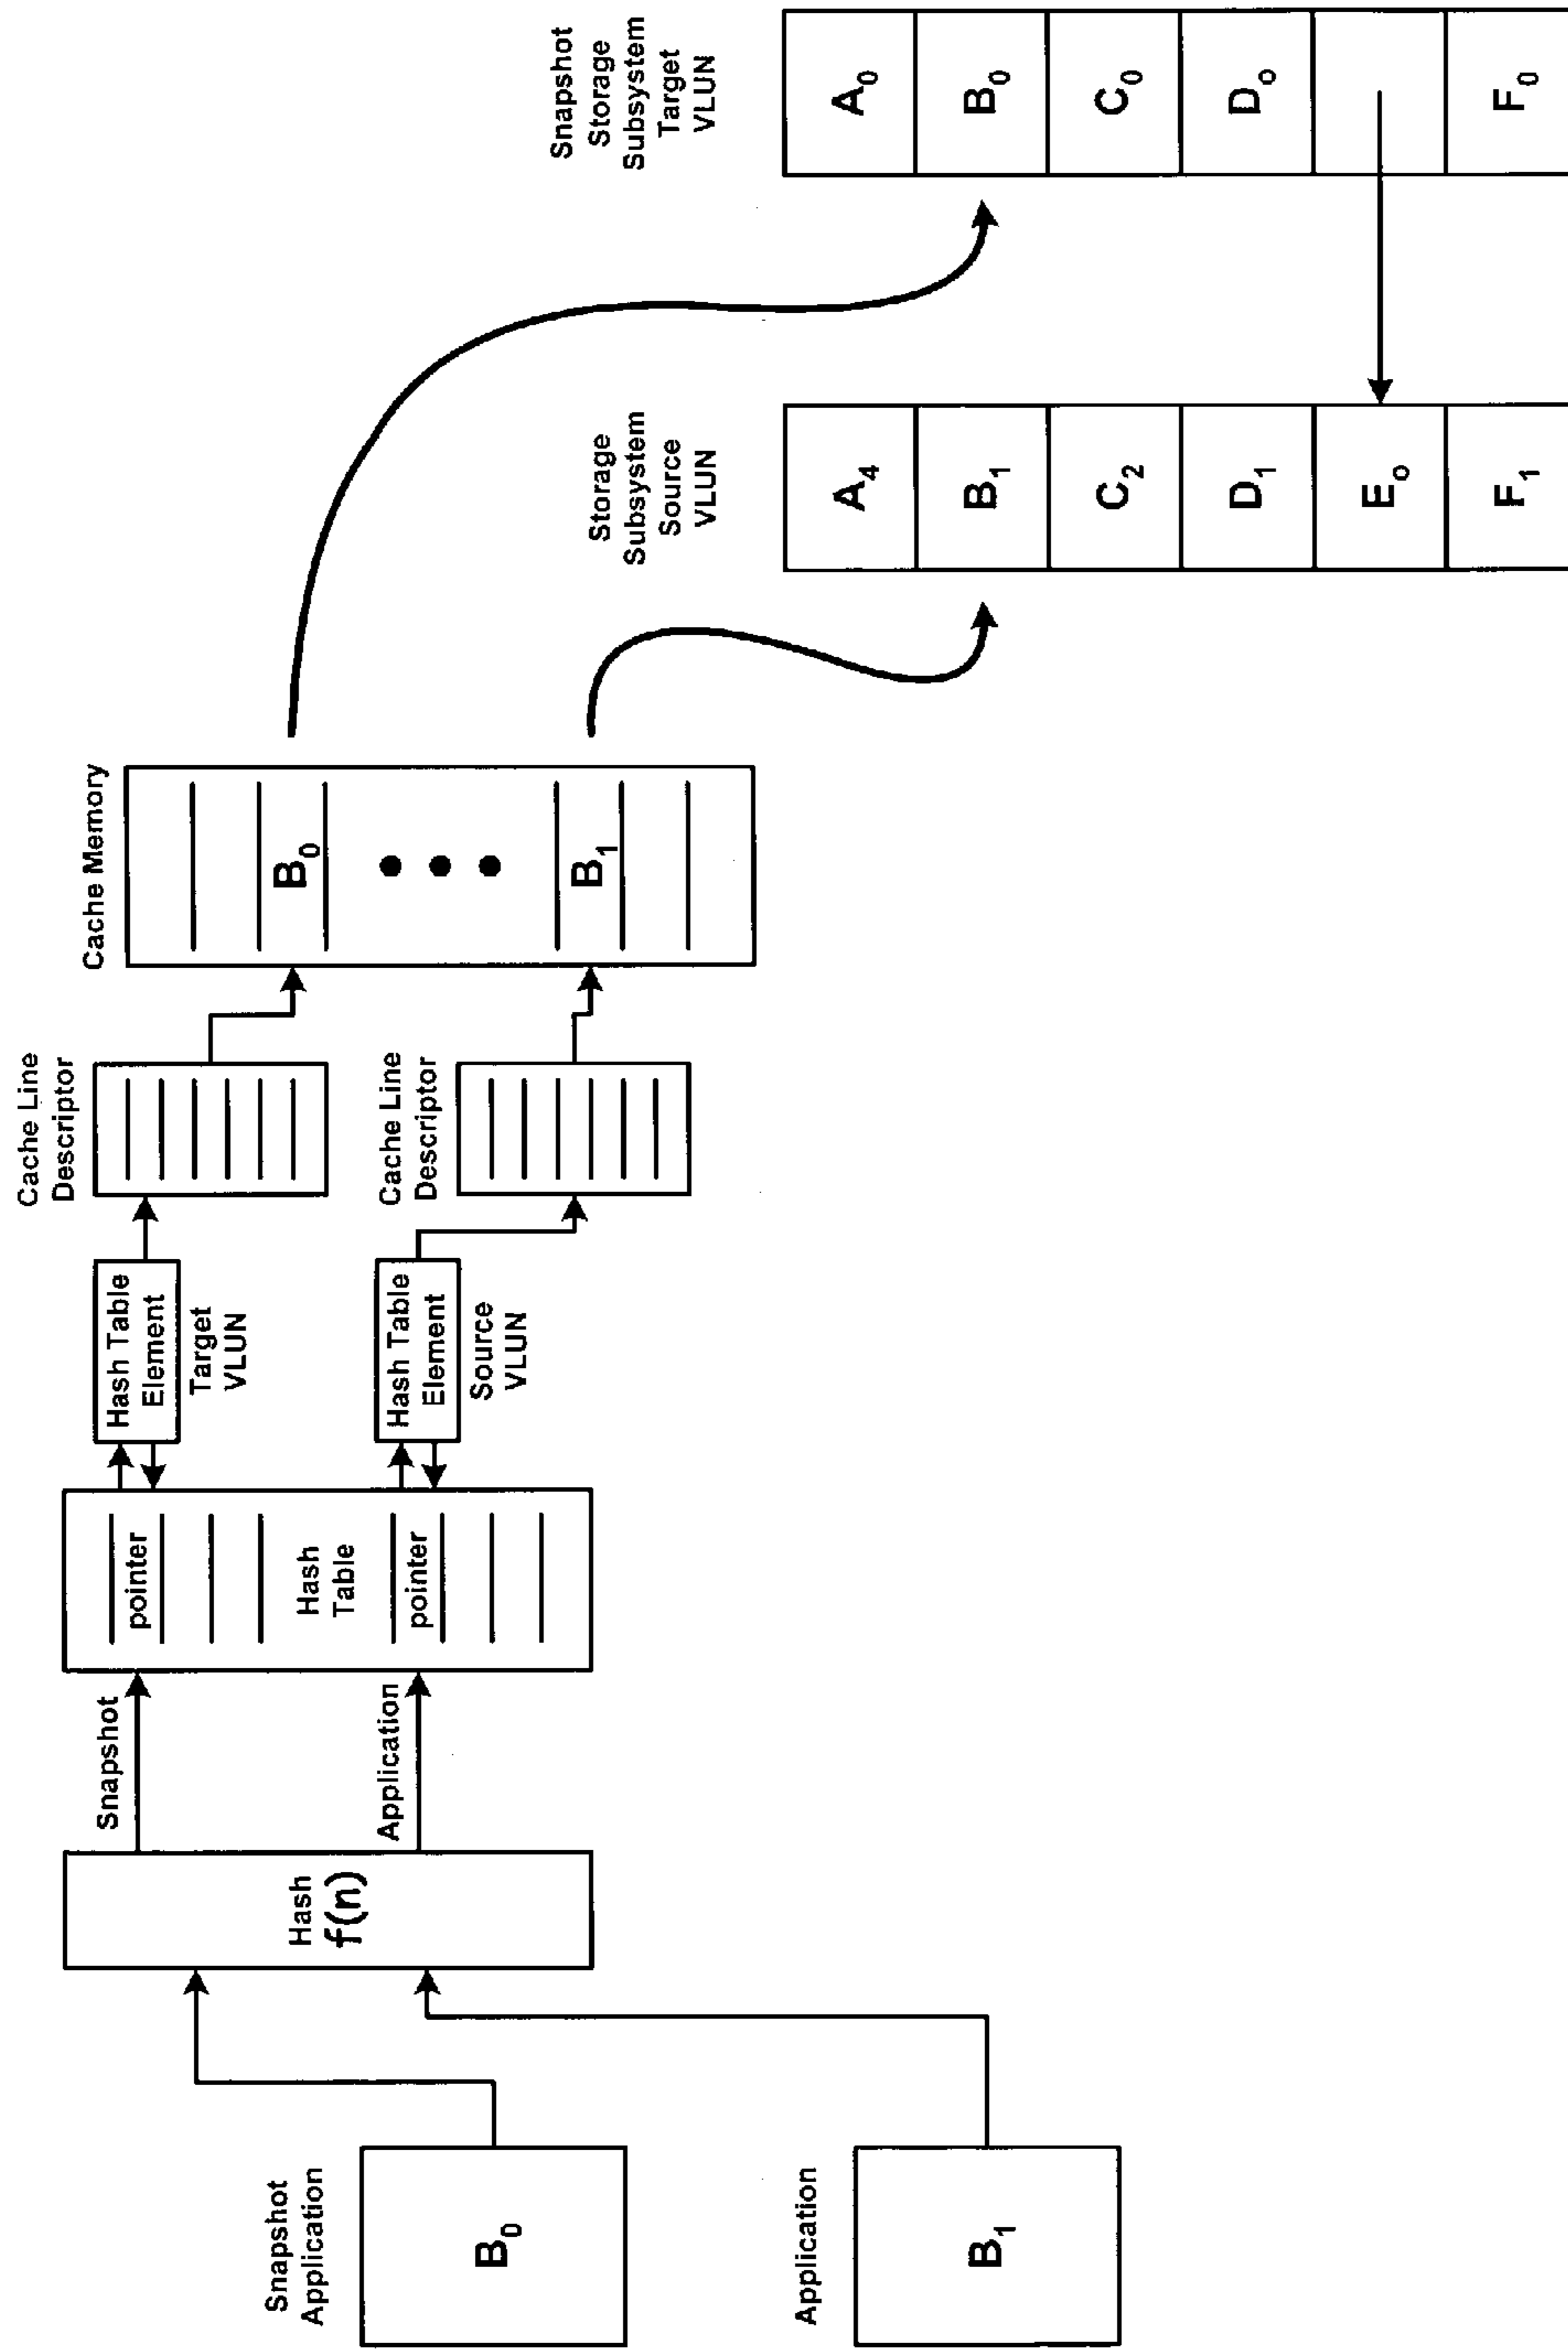 Snapshot
Application
B₀
Application
B₁
Hash
f(n)
Snapshot
Application
pointer
Hash
Table
pointer
Hash Table
Element
Target
VLUN
Hash Table
Element
Source
VLUN
Cache Line
Descriptor
Cache Line
Descriptor
Cache Memory
B₀
B₁
Storage
Subsystem
Source
VLUN
A₄
B₁
C₂
D₁
Eₒ
F₁
Snapshot
Storage
Subsystem
Target
VLUN
A₀
B₀
C₀
Dₒ
F₀